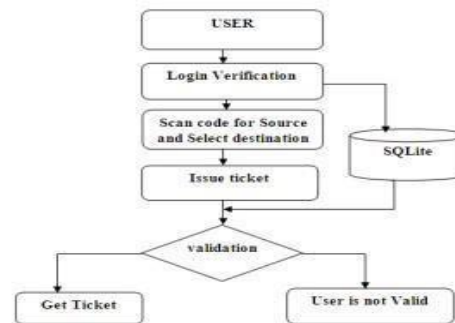 USER
Login Verification
Scan code for Source
and Select destination
SQLite
Issue ticket
validation
Get Ticket
User is not Valid